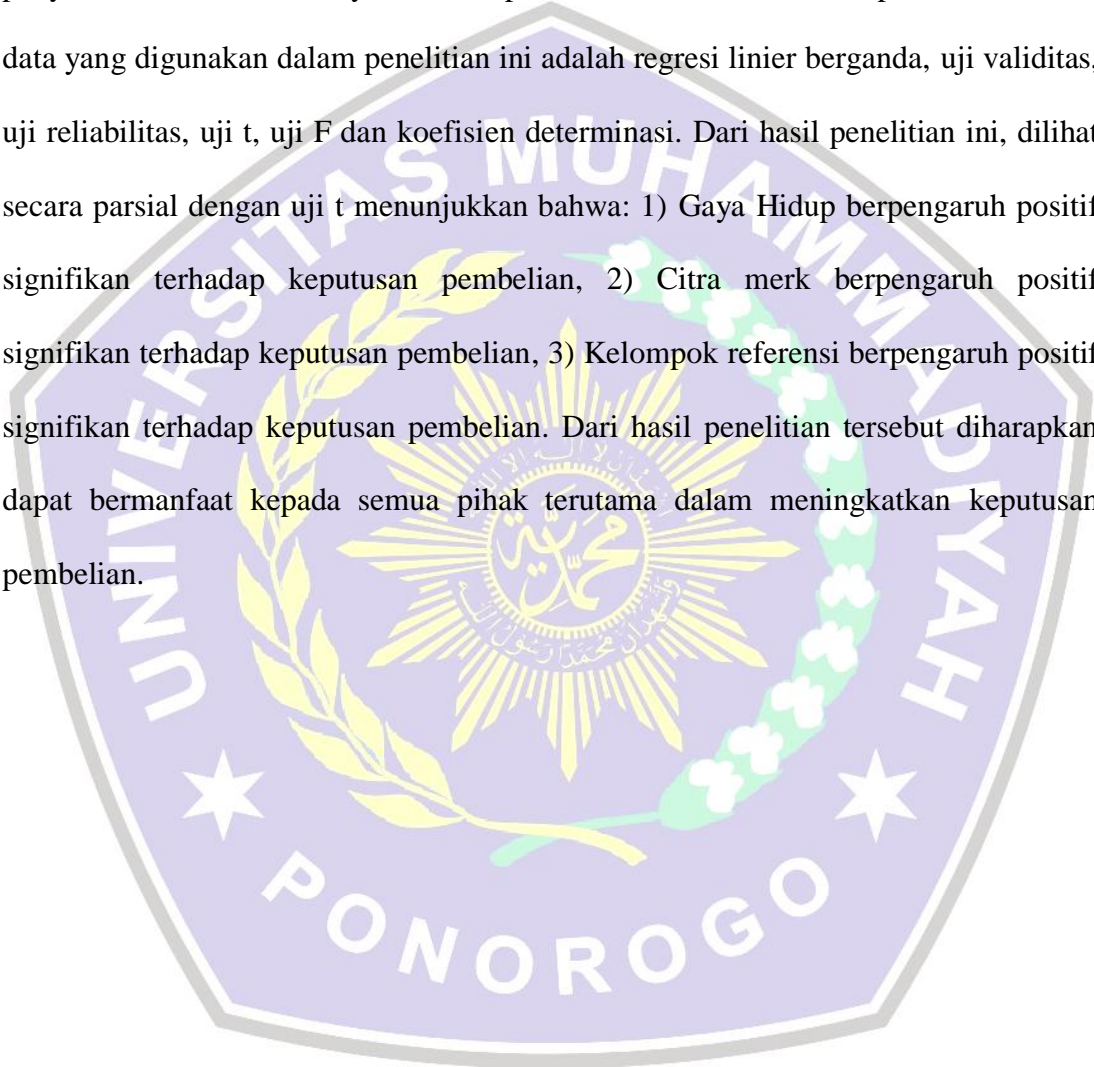 data yang digunakan dalam penelitian ini adalah regresi linier berganda, uji validitas,
uji reliabilitas, uji t, uji F dan koefisien determinasi. Dari hasil penelitian ini, dilihat
secara parsial dengan uji t menunjukkan bahwa: 1) Gaya Hidup berpengaruh positif
signifikan terhadap keputusan pembelian, 2) Citra merk berpengaruh positif
signifikan terhadap keputusan pembelian, 3) Kelompok referensi berpengaruh positif
signifikan terhadap keputusan pembelian. Dari hasil penelitian tersebut diharapkan
dapat bermanfaat kepada semua pihak terutama dalam meningkatkan keputusan
pembelian.
UNIVERSITAS MUHAMMADIYAH
PONOROGO
محمدية